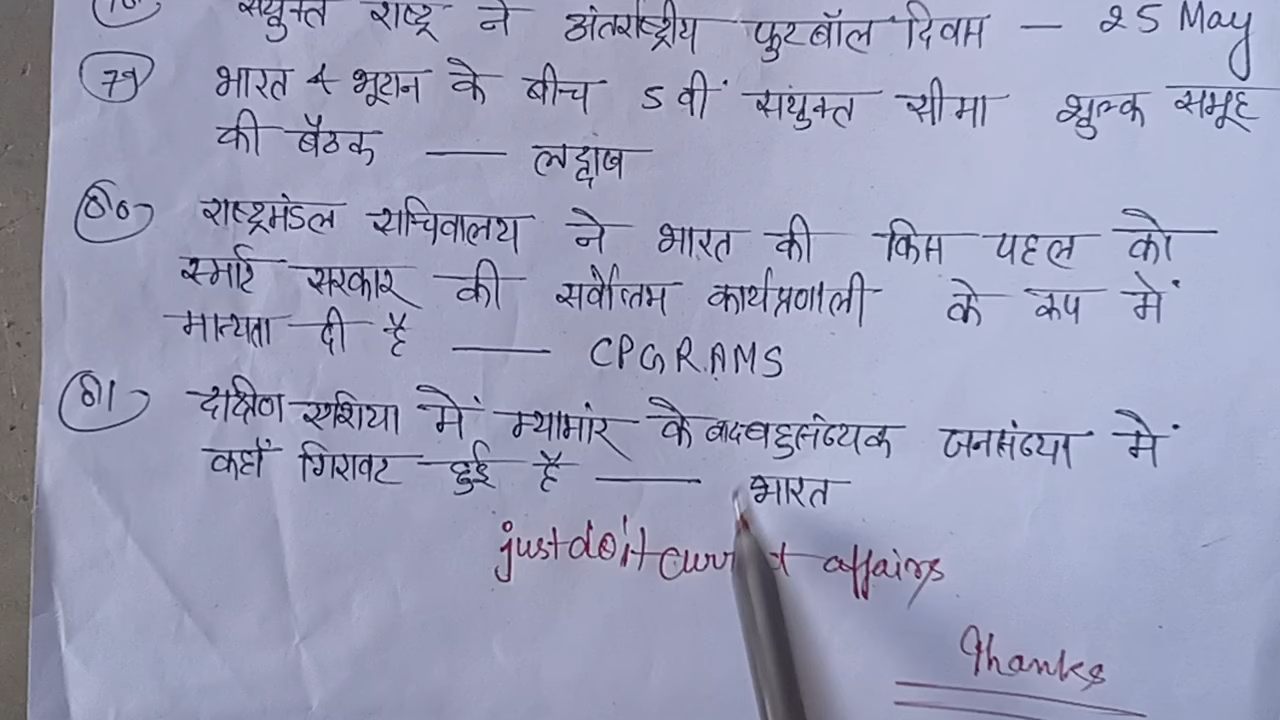 संयुक्त राष्ट्र ने अंतर्राष्ट्रीय फुटबॉल दिवस — 25 May
79 भारत & भूटान के बीच 5वीं संयुक्त सीमा शुल्क समूह
की बैठक — लद्दाख
80 राष्ट्रमंडल सचिवालय ने भारत की किस पहल को
स्मार्ट सरकार की सर्वोत्तम कार्यप्रणाली के रूप में
मान्यता दी है — CPGRAMS
81 दक्षिण एशिया में म्यामांर के बाद बहुसंख्यक जनसंख्या में
कहाँ गिरावट हुई है — भारत
justdoit affairs
Thanks